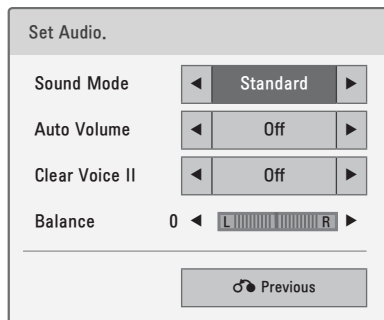 Set Audio.
Sound Mode ◄ Standard ►
Auto Volume ◄ Off ►
Clear Voice II ◄ Off ►
Balance 0 ◄ L R ►
Previous